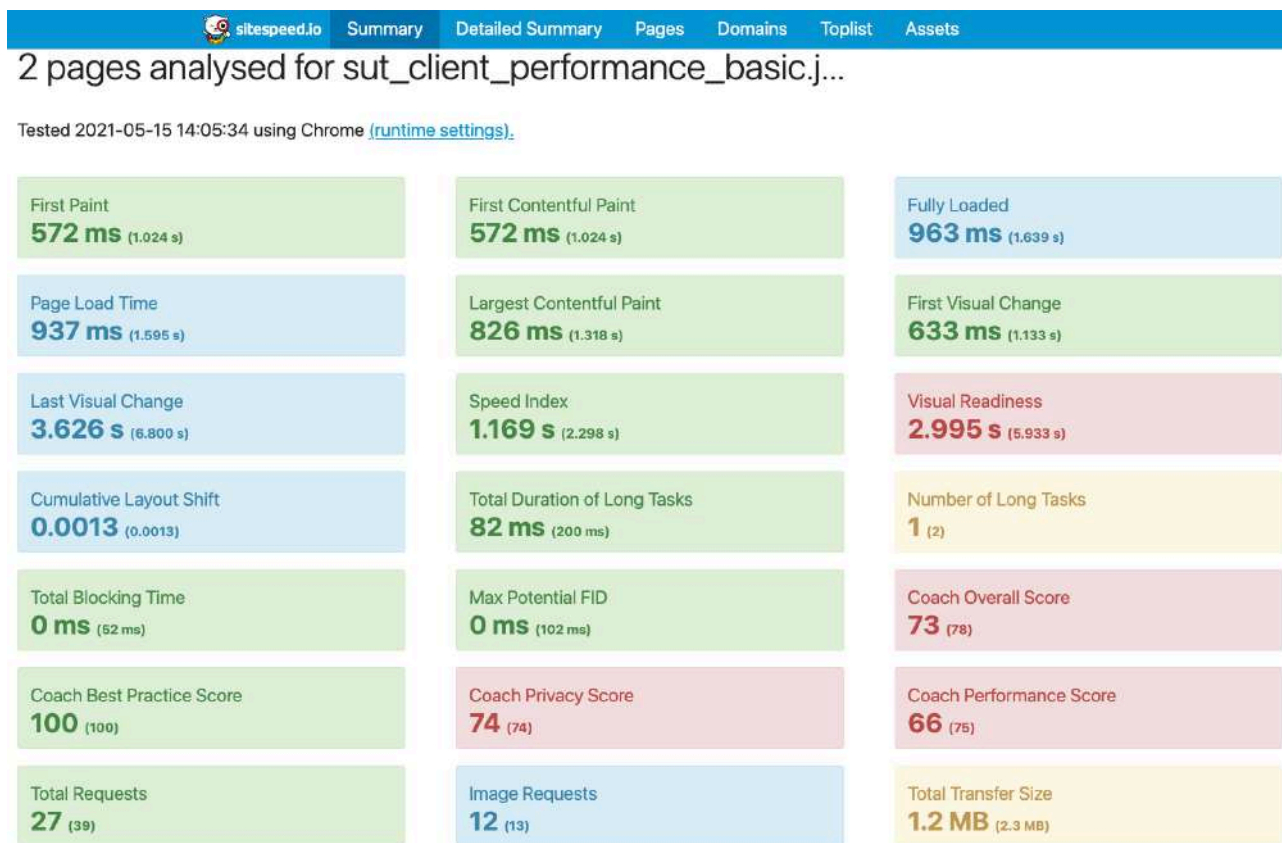 sitespeed.io Summary Detailed Summary Pages Domains Toplist Assets
2 pages analysed for sut_client_performance_basic.j...
Tested 2021-05-15 14:05:34 using Chrome (runtime settings).
First Paint
572 ms (1.024 s)
First Contentful Paint
572 ms (1.024 s)
Fully Loaded
963 ms (1.639 s)
Page Load Time
937 ms (1.595 s)
Largest Contentful Paint
826 ms (1.318 s)
First Visual Change
633 ms (1.133 s)
Last Visual Change
3.626 s (6.800 s)
Speed Index
1.169 s (2.298 s)
Visual Readiness
2.995 s (5.933 s)
Cumulative Layout Shift
0.0013 (0.0013)
Total Duration of Long Tasks
82 ms (200 ms)
Number of Long Tasks
1 (2)
Total Blocking Time
0 ms (52 ms)
Max Potential FID
0 ms (102 ms)
Coach Overall Score
73 (78)
Coach Best Practice Score
100 (100)
Coach Privacy Score
74 (74)
Coach Performance Score
66 (75)
Total Requests
27 (39)
Image Requests
12 (13)
Total Transfer Size
1.2 MB (2.3 MB)